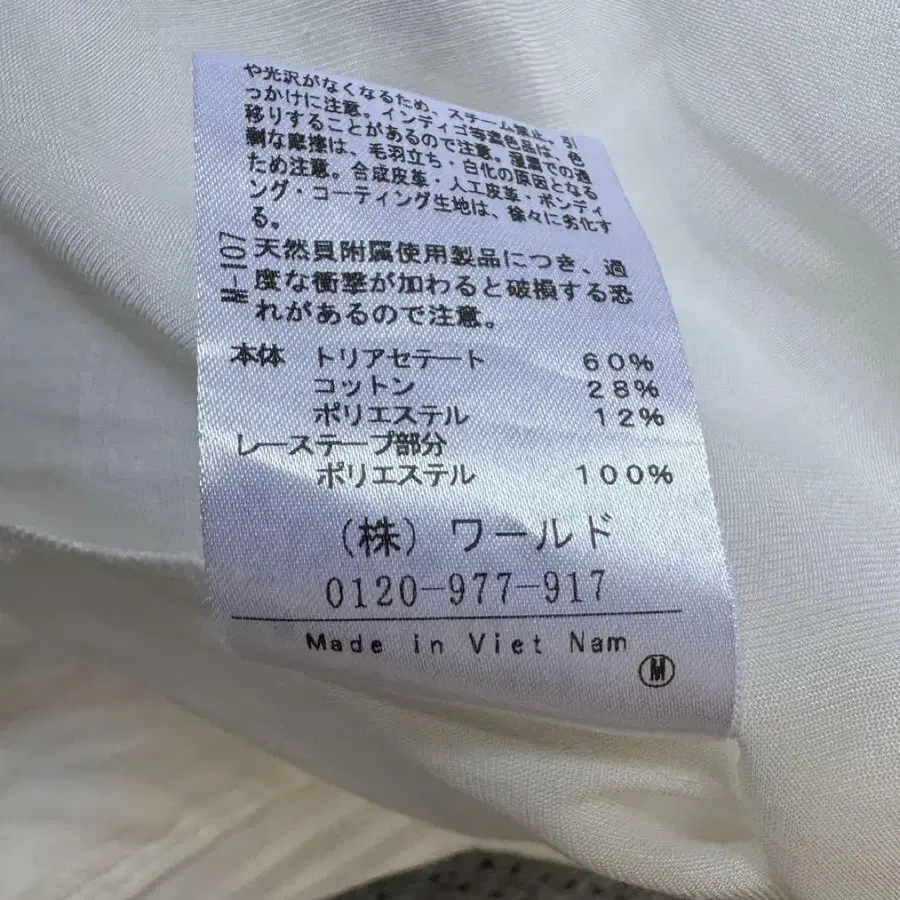 や光沢がなくなるため、スチーム禁止。引
っかけに注意。インディゴ等濃色品は、色
移りすることがあるので注意。湿潤での過
剰な摩擦は、毛羽立ち・白化の原因となる
ため注意。合成皮革・人工皮革・ボンディ
ング・コーティング生地は、徐々に劣化す
る。
W-107
天然貝附属使用製品につき、過
度な衝撃が加わると破損する恐
れがあるので注意。
本体 トリアセテート 60%
コットン 28%
ポリエステル 12%
レーステープ部分
ポリエステル 100%
(株) ワールド
0120-977-917
Made in Viet Nam
M